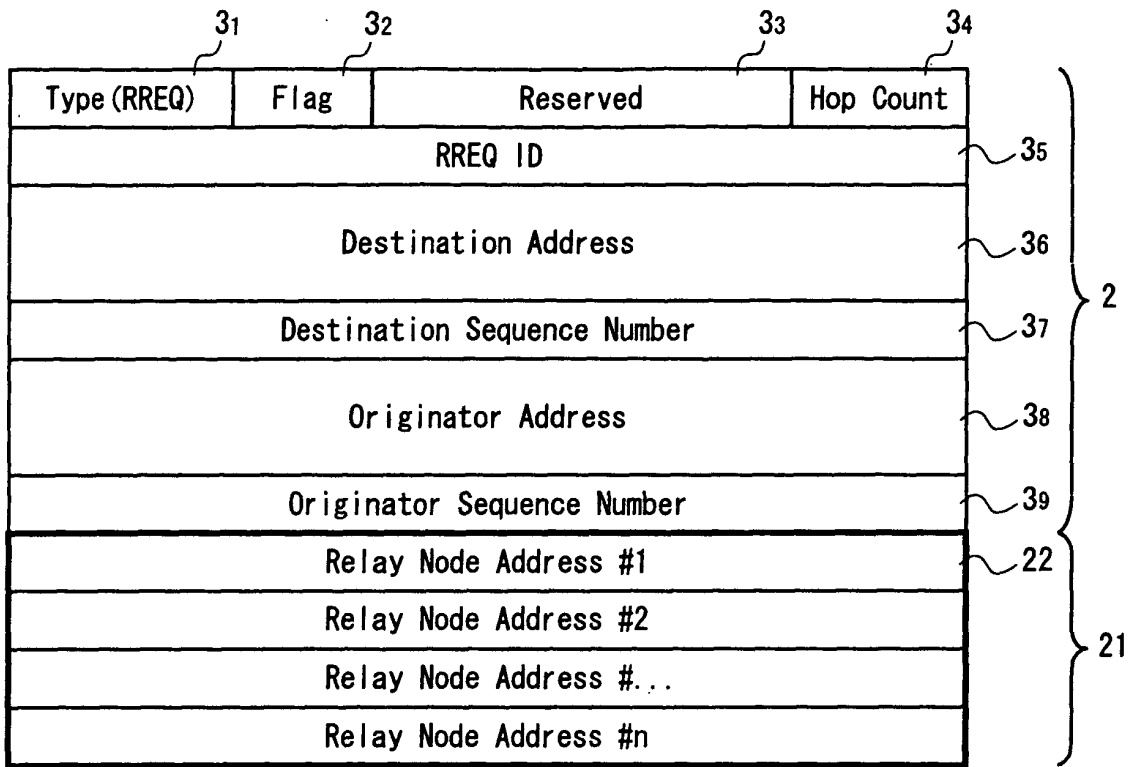 31 32 33 34
Type(RREQ) Flag Reserved Hop Count
RREQ ID 35
Destination Address 36
2
Destination Sequence Number 37
Originator Address 38
Originator Sequence Number 39
Relay Node Address #1 22
Relay Node Address #2
21
Relay Node Address #...
Relay Node Address #n